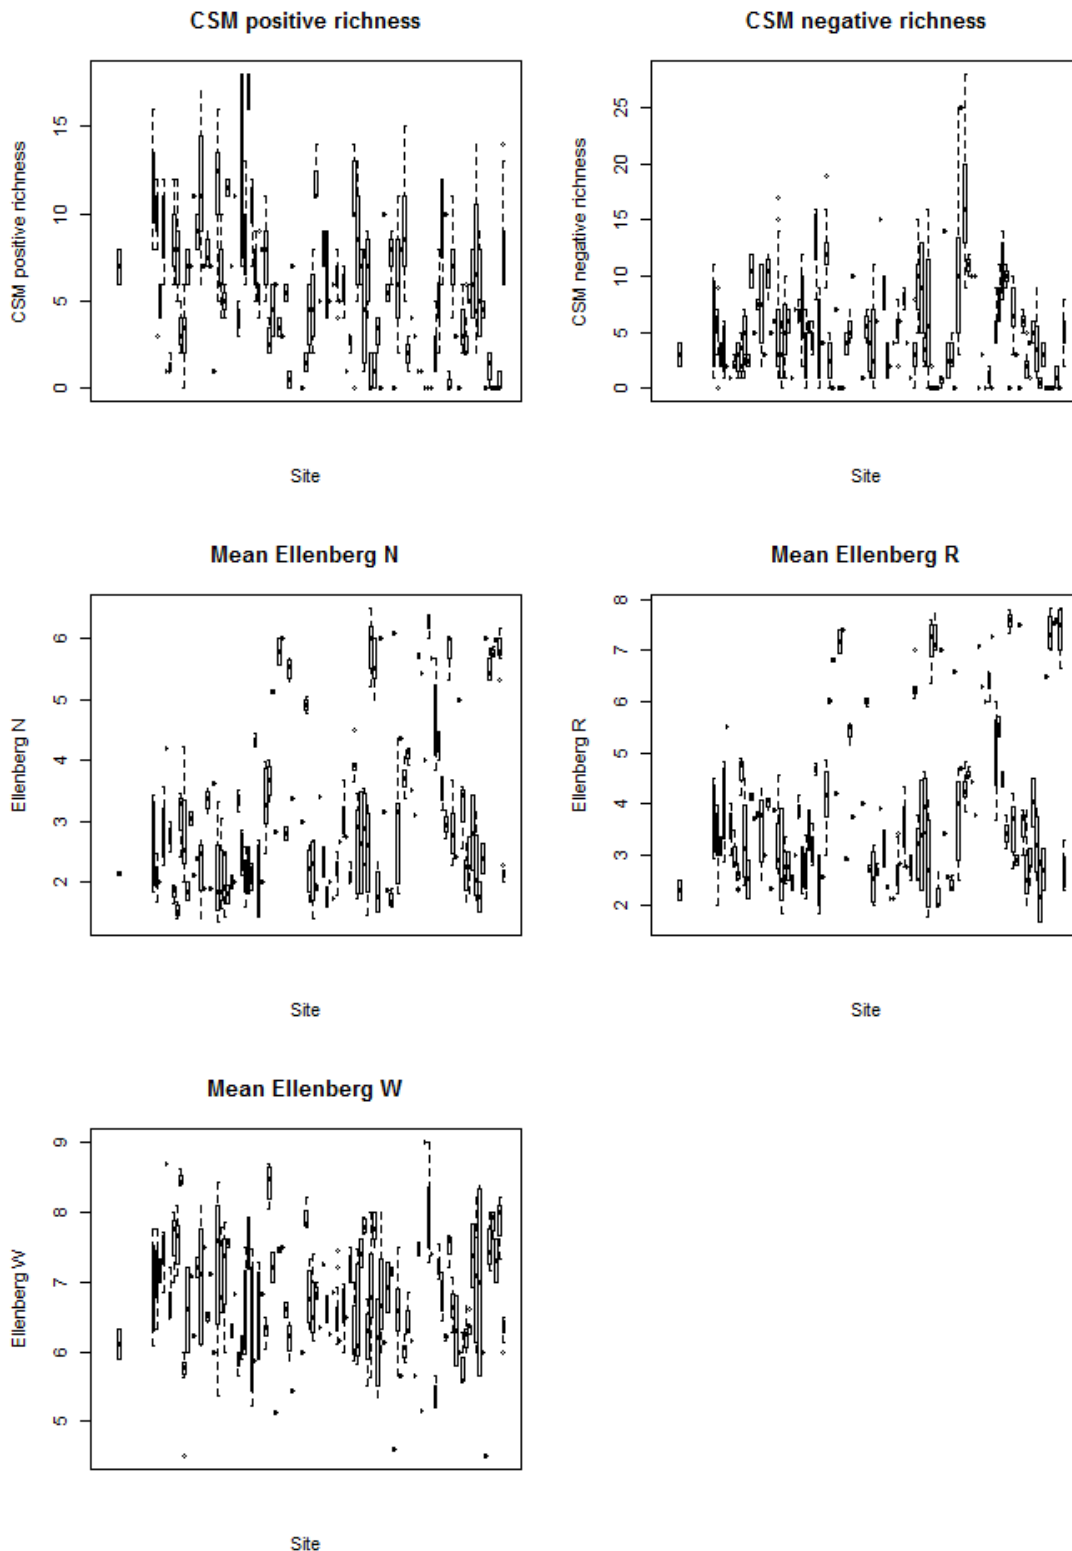 CSM positive richness
CSM negative richness
CSM positive richness
0 5 10 15
Site
CSM negative richness
0 5 10 15 20 25
Site
Mean Ellenberg N
Mean Ellenberg R
Ellenberg N
2 3 4 5 6
Site
Ellenberg R
2 3 4 5 6 7 8
Site
Mean Ellenberg W
Ellenberg W
5 6 7 8 9
Site